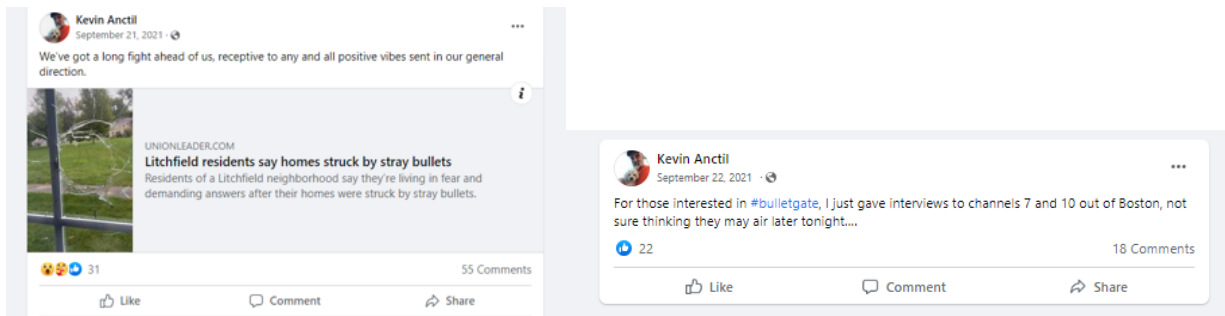 Kevin Anctil
September 21, 2021 ·
We've got a long fight ahead of us, receptive to any and all positive vibes sent in our general
direction.
UNIONLEADER.COM
Litchfield residents say homes struck by stray bullets
Residents of a Litchfield neighborhood say they're living in fear and
demanding answers after their homes were struck by stray bullets.
31
55 Comments
Like
Comment
Share
Kevin Anctil
September 22, 2021 ·
For those interested in #bulletgate, I just gave interviews to channels 7 and 10 out of Boston, not
sure thinking they may air later tonight....
22
18 Comments
Like
Comment
Share